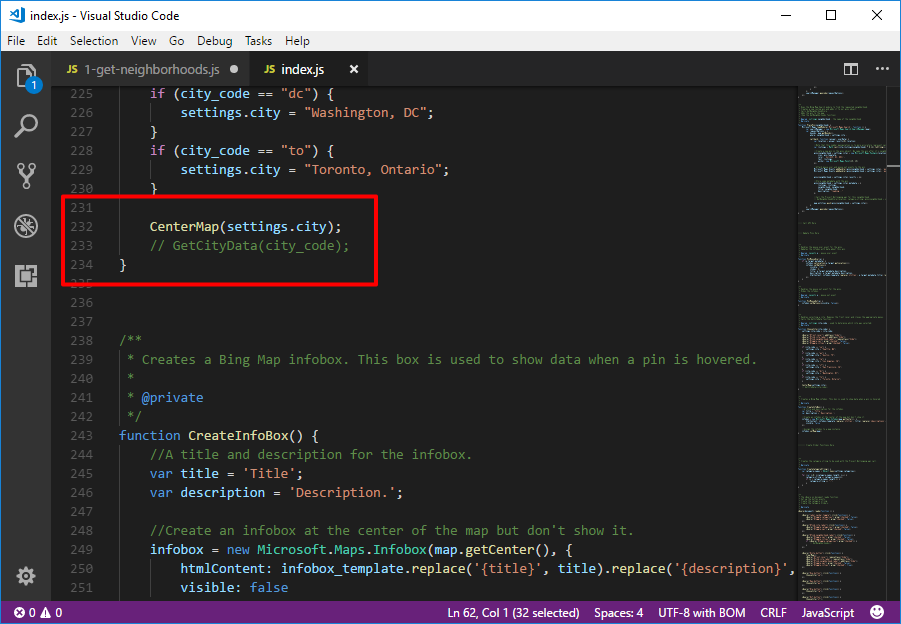 index.js - Visual Studio Code
File Edit Selection View Go Debug Tasks Help
JS 1-get-neighborhoods.js JS index.js
1
225 if (city_code == "dc") {
226 settings.city = "Washington, DC";
227 }
228 if (city_code == "to") {
229 settings.city = "Toronto, Ontario";
230 }
231
232 CenterMap(settings.city);
233 // GetCityData(city_code);
234 }
235
236
237
238 /**
239 * Creates a Bing Map infobox. This box is used to show data when a pin is hovered.
240 *
241 * @private
242 */
243 function CreateInfoBox() {
244 //A title and description for the infobox.
245 var title = 'Title';
246 var description = 'Description.';
247
248 //Create an infobox at the center of the map but don't show it.
249 infobox = new Microsoft.Maps.Infobox(map.getCenter(), {
250 htmlContent: infobox_template.replace('{title}', title).replace('{description}',
251 visible: false
0 0 Ln 62, Col 1 (32 selected) Spaces: 4 UTF-8 with BOM CRLF JavaScript